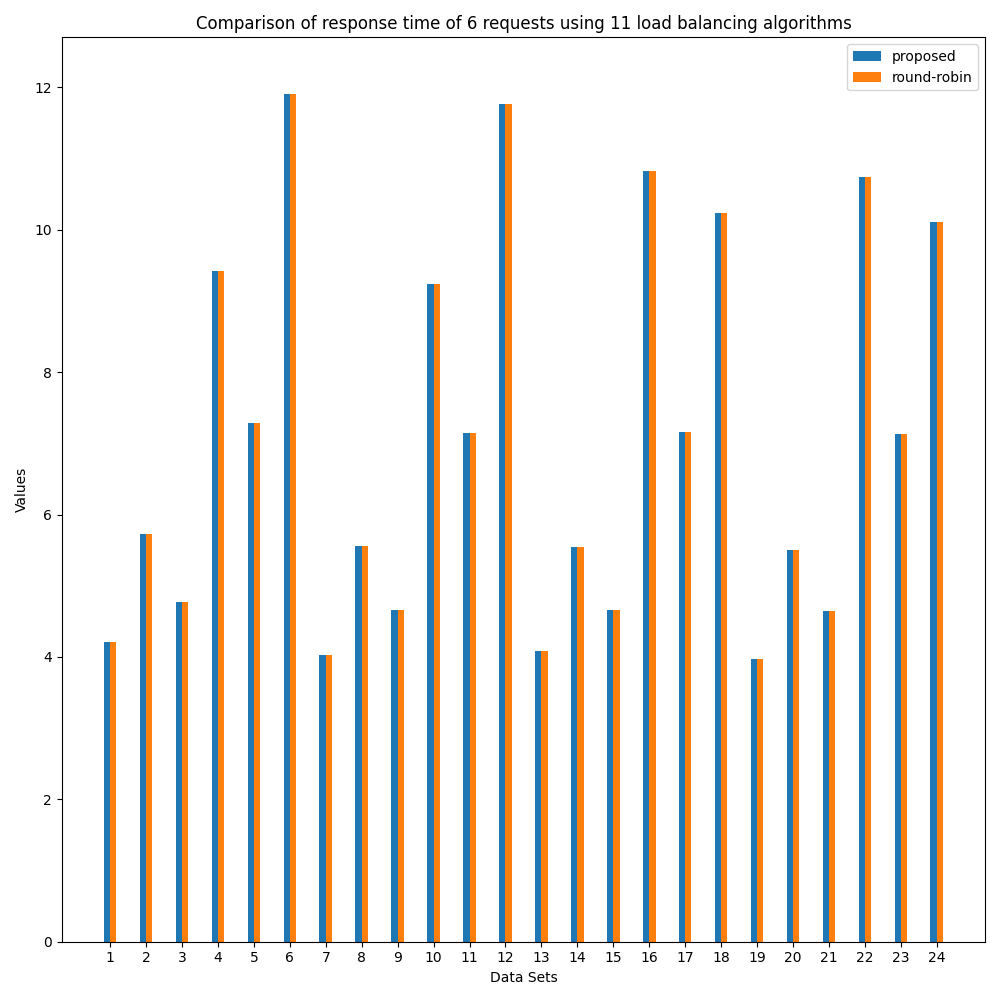 Comparison of response time of 6 requests using 11 load balancing algorithms
proposed
round-robin
Values
12
10
8
6
4
2
0
1 2 3 4 5 6 7 8 9 10 11 12 13 14 15 16 17 18 19 20 21 22 23 24
Data Sets